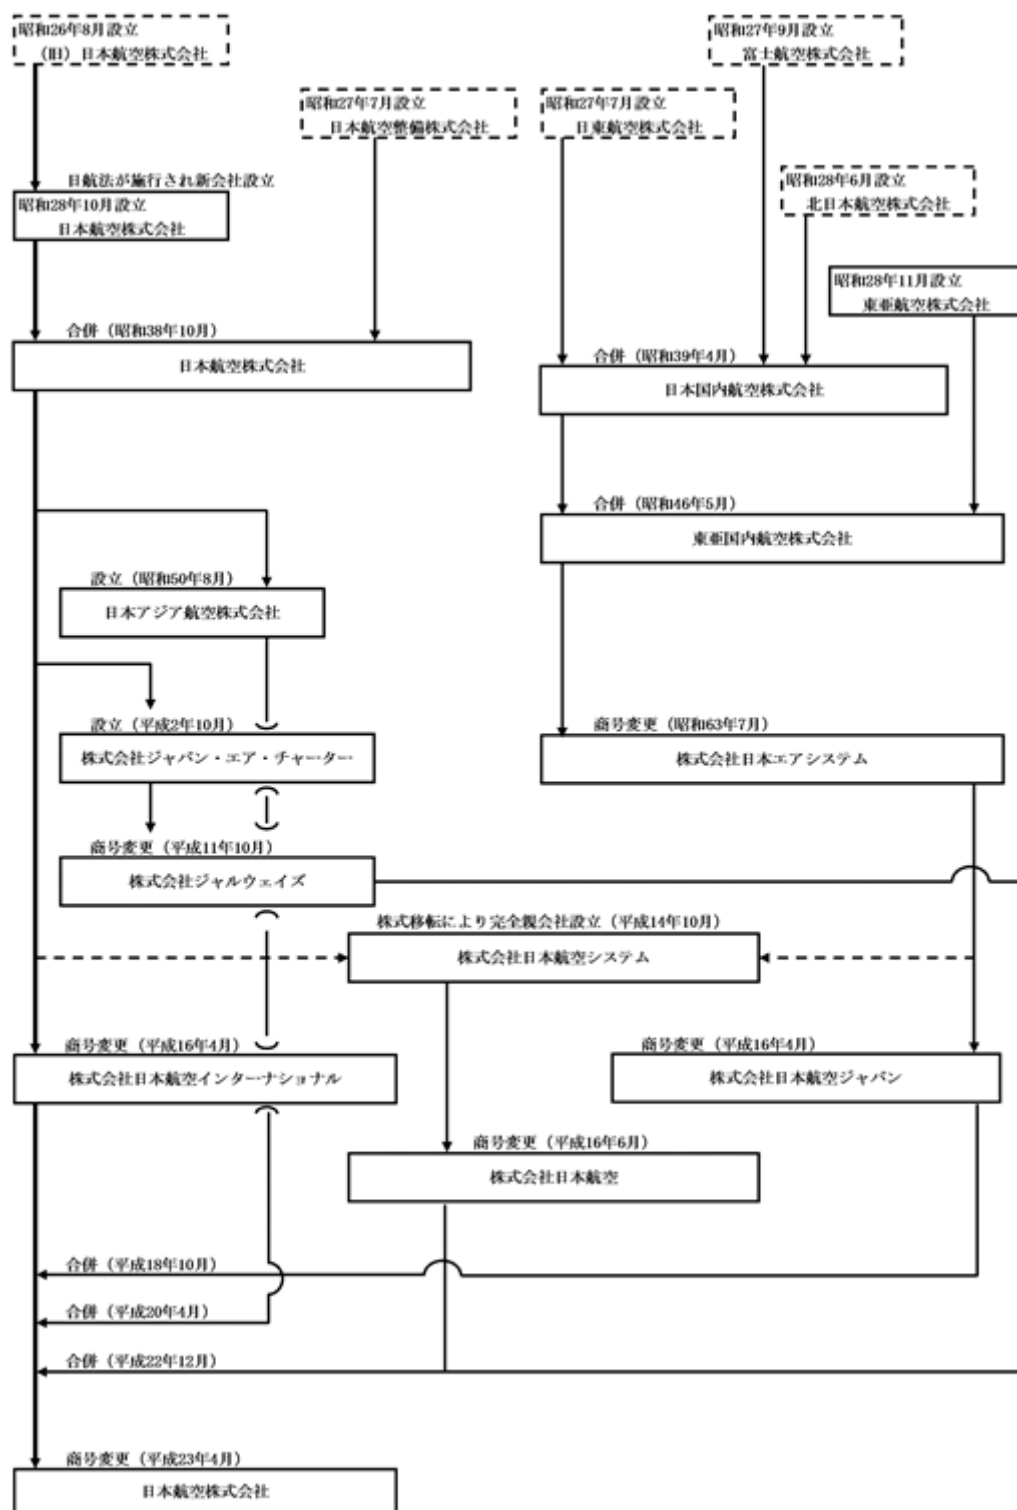 昭和26年8月設立
（旧）日本航空株式会社
昭和27年9月設立
富士航空株式会社
昭和27年7月設立
日本航空整備株式会社
昭和27年7月設立
日東航空株式会社
日航法が施行され新会社設立
昭和28年10月設立
日本航空株式会社
昭和28年6月設立
北日本航空株式会社
昭和28年11月設立
東亜航空株式会社
合併（昭和38年10月）
日本航空株式会社
合併（昭和39年4月）
日本国内航空株式会社
合併（昭和46年5月）
東亜国内航空株式会社
設立（昭和50年8月）
日本アジア航空株式会社
設立（平成2年10月）
株式会社ジャパン・エア・チャーター
商号変更（昭和63年7月）
株式会社日本エアシステム
商号変更（平成11年10月）
株式会社ジャルウェイズ
株式移転により完全親会社設立（平成14年10月）
株式会社日本航空システム
商号変更（平成16年4月）
株式会社日本航空インターナショナル
商号変更（平成16年4月）
株式会社日本航空ジャパン
商号変更（平成16年6月）
株式会社日本航空
合併（平成18年10月）
合併（平成20年4月）
合併（平成22年12月）
商号変更（平成23年4月）
日本航空株式会社